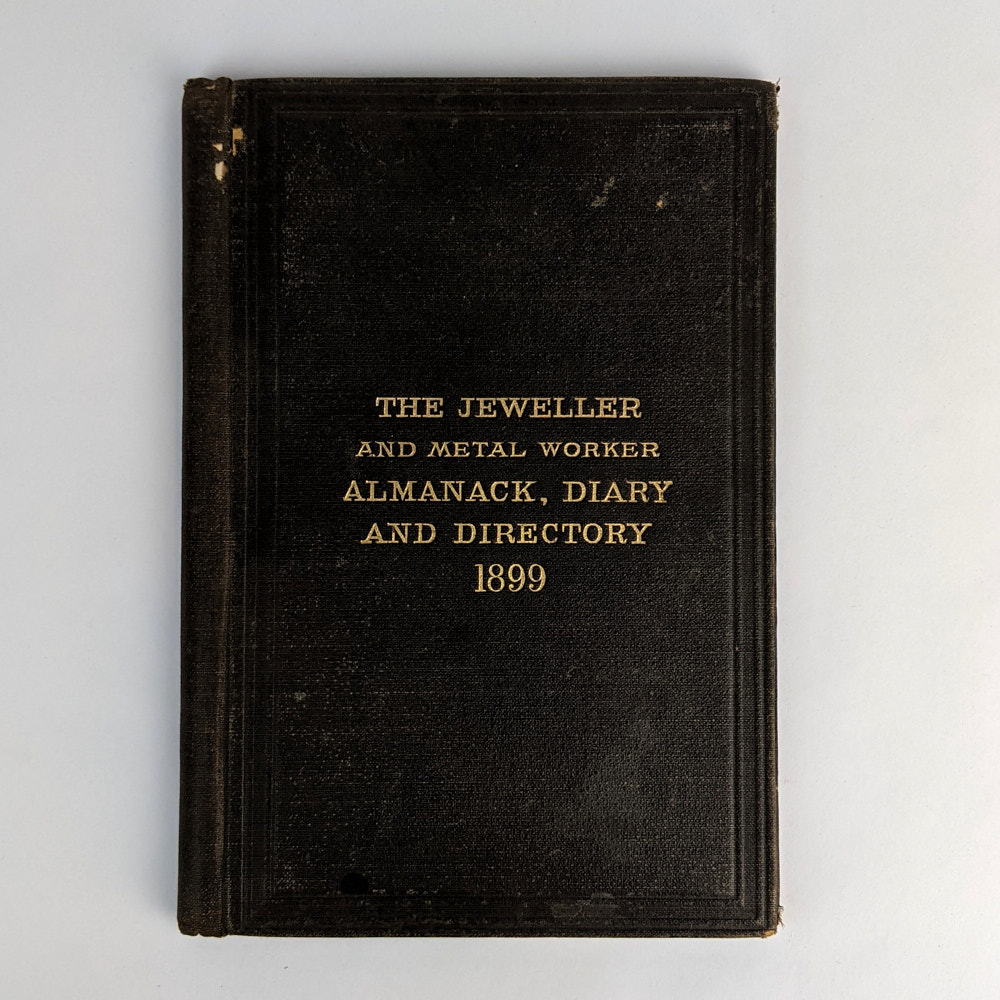 THE JEWELLER
AND METAL WORKER
ALMANACK, DIARY
AND DIRECTORY
1899